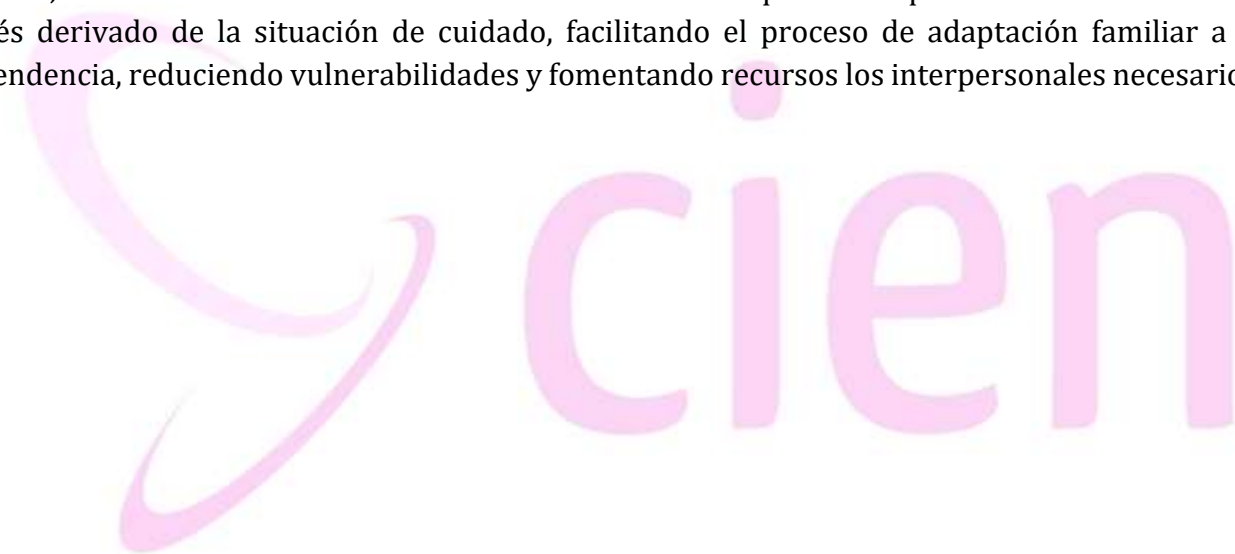 és derivado de la situación de cuidado, facilitando el proceso de adaptación familiar a
endencia, reduciendo vulnerabilidades y fomentando recursos los interpersonales necesario
cien